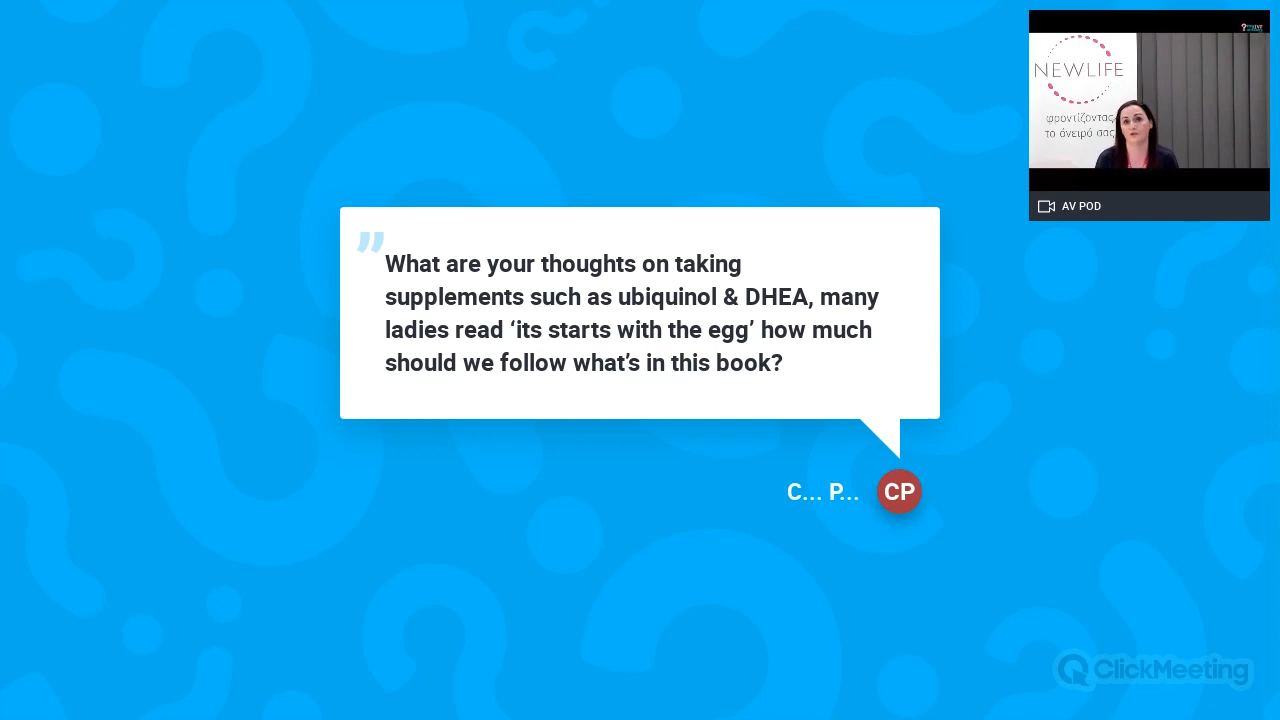 NEWLIFE
φροντίζοντας
το όνειρό σας
AV POD
”
What are your thoughts on taking
supplements such as ubiquinol & DHEA, many
ladies read ‘its starts with the egg’ how much
should we follow what’s in this book?
C... P... CP
ClickMeeting